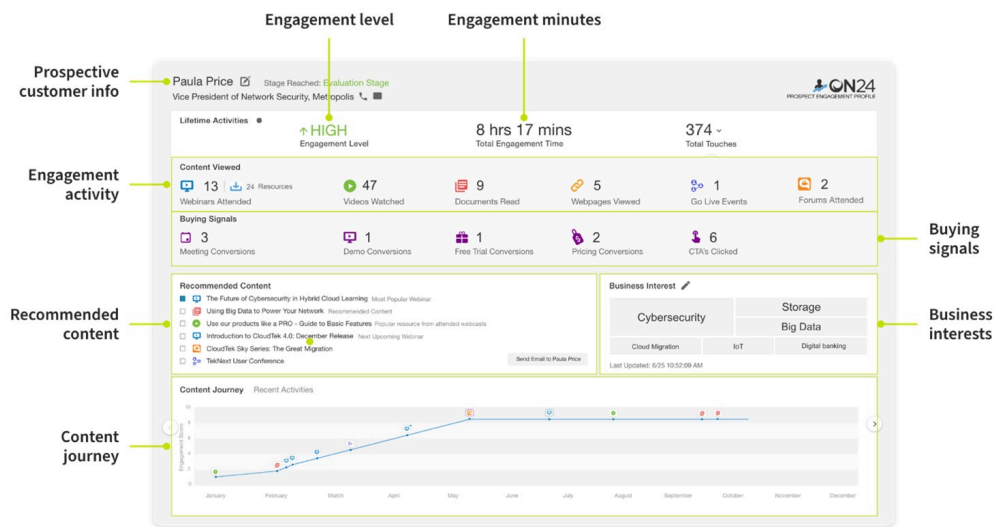 Engagement level
Engagement minutes
Prospective
customer info
Paula Price
Stage Reached: Evaluation Stage
Vice President of Network Security, Metropolis
ON24
PROSPECT ENGAGEMENT PROFILE
Lifetime Activities
HIGH
Engagement Level
8 hrs 17 mins
Total Engagement Time
374
Total Touches
Engagement
activity
Content Viewed
13
24 Resources
Webinars Attended
47
Videos Watched
9
Documents Read
5
Webpages Viewed
1
Go Live Events
2
Forums Attended
Buying Signals
3
Meeting Conversions
1
Demo Conversions
1
Free Trial Conversions
2
Pricing Conversions
6
CTA's Clicked
Buying
signals
Recommended
content
Recommended Content
The Future of Cybersecurity in Hybrid Cloud Learning Most Popular Webinar
Using Big Data to Power Your Network Recommended Content
Use our products like a PRO - Guide to Basic Features Popular resource from attended webcasts
Introduction to CloudTek 4.0: December Release Next Upcoming Webinar
CloudTek Sky Series: The Great Migration
TekNext User Conference
Send Email to Paula Price
Business Interest
Cybersecurity
Storage
Big Data
Cloud Migration
IoT
Digital banking
Last Updated: 6/25 10:52:09 AM
Business
interests
Content
journey
Content Journey
Recent Activities
Engagement Score
10
8
6
4
2
0
January
February
March
April
May
June
July
August
September
October
November
December